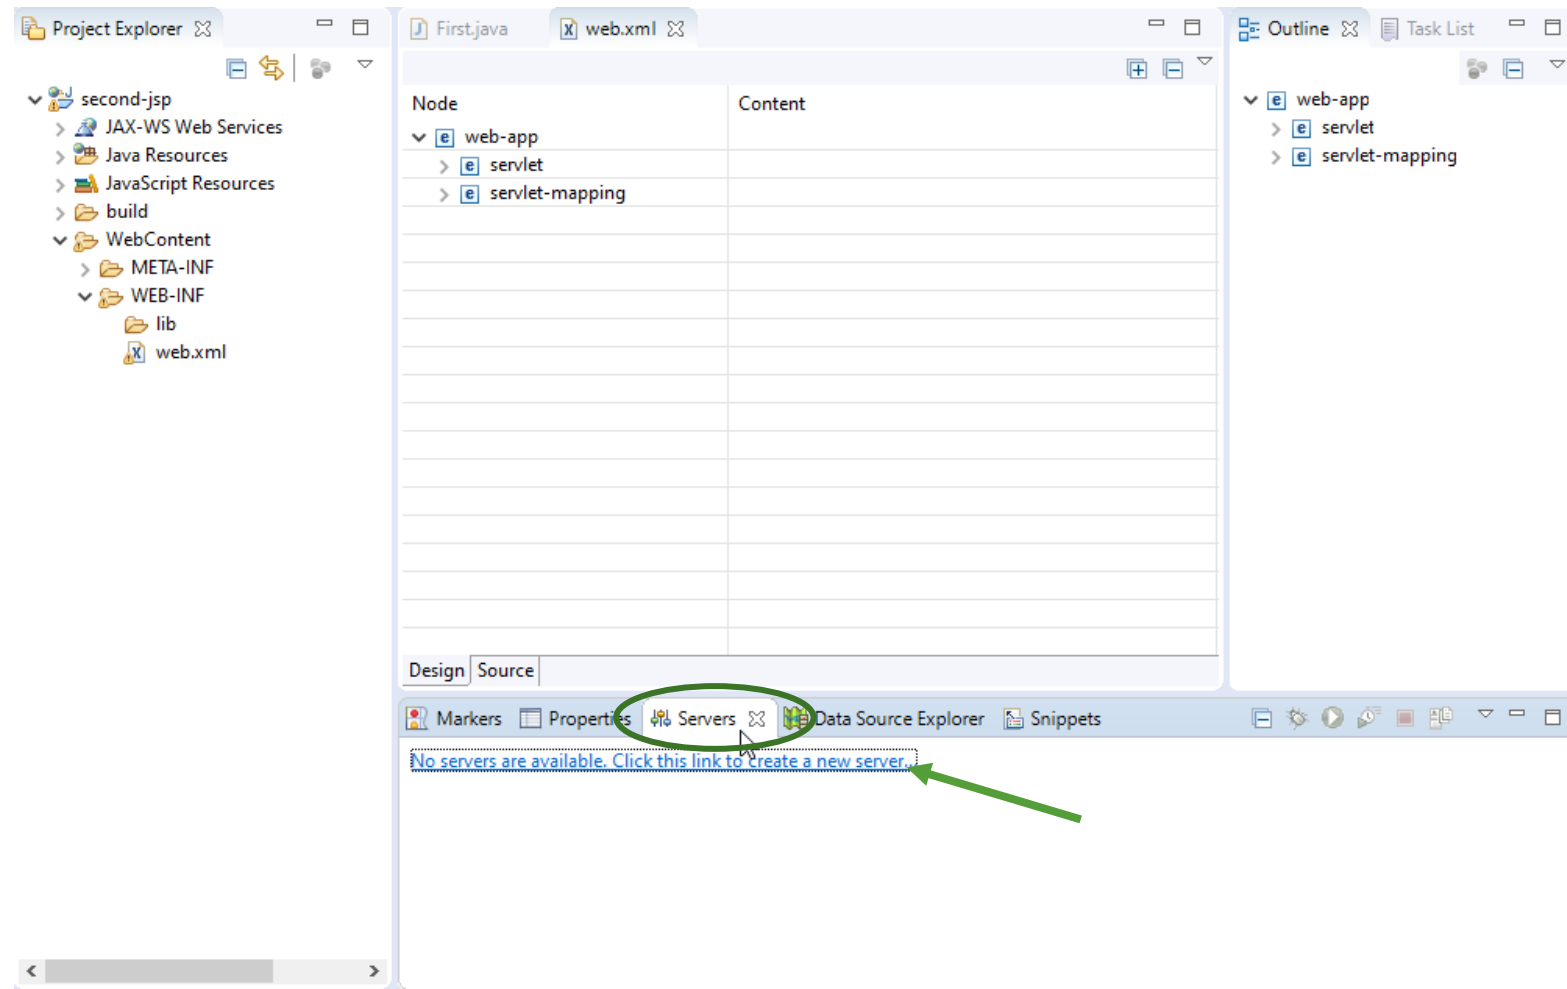 Project Explorer
second-jsp
JAX-WS Web Services
Java Resources
JavaScript Resources
build
WebContent
META-INF
WEB-INF
lib
web.xml
First.java web.xml
Node Content
web-app
servlet
servlet-mapping
Design Source
Outline Task List
web-app
servlet
servlet-mapping
Markers Properties Servers Data Source Explorer Snippets
No servers are available. Click this link to create a new server...